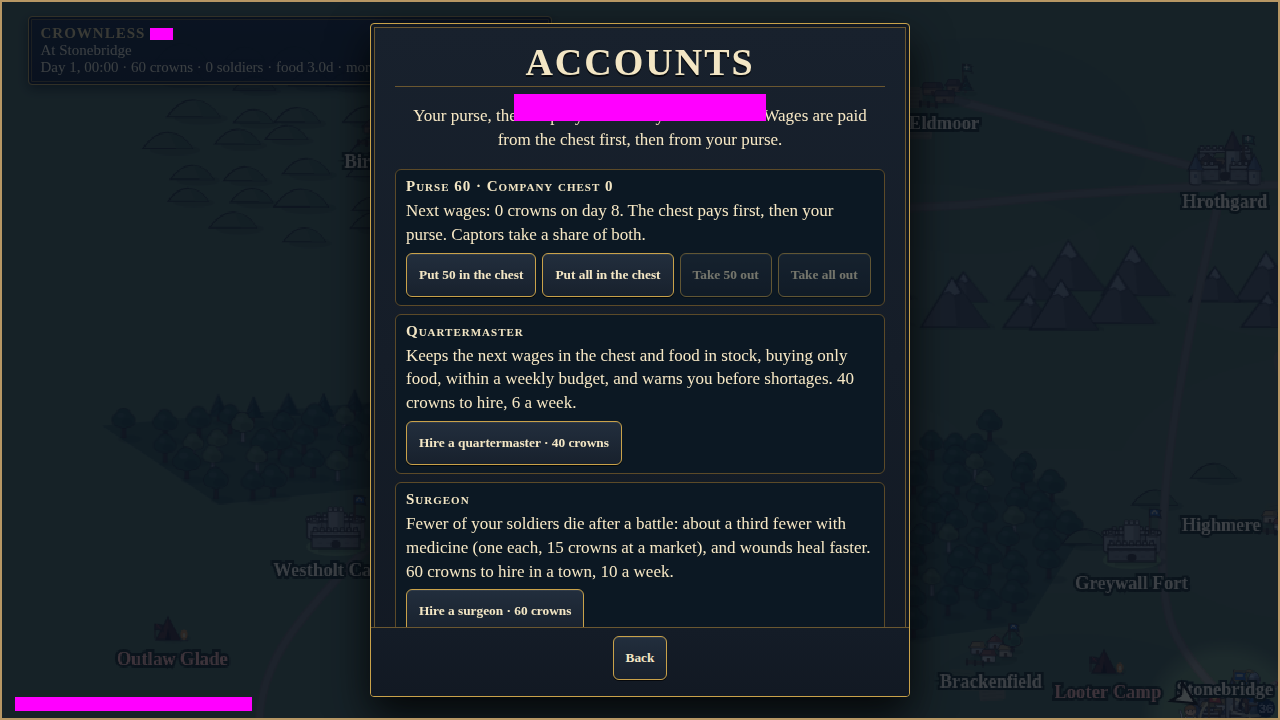 CROWNLESS
At Stonebridge
Day 1, 00:00 · 60 crowns · 0 soldiers · food 3.0d ·
ACCOUNTS
Your purse, the Wages are paid
from the chest first, then from your purse.
Purse 60 · Company chest 0
Next wages: 0 crowns on day 8. The chest pays first, then your
purse. Captors take a share of both.
Put 50 in the chest
Put all in the chest
Take 50 out
Take all out
Quartermaster
Keeps the next wages in the chest and food in stock, buying only
food, within a weekly budget, and warns you before shortages. 40
crowns to hire, 6 a week.
Hire a quartermaster · 40 crowns
Surgeon
Fewer of your soldiers die after a battle: about a third fewer with
medicine (one each, 15 crowns at a market), and wounds heal faster.
60 crowns to hire in a town, 10 a week.
Hire a surgeon · 60 crowns
Back
Eldmoor
Hrothgard
Highmere
Greywall Fort
Westholt
Outlaw Glade
Brackenfield
Looter Camp
Stonebridge
38